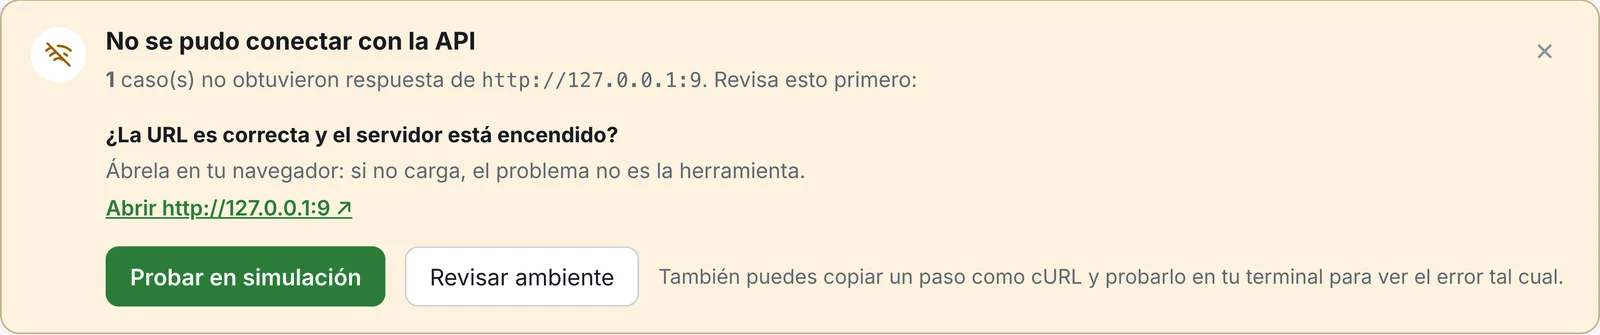 No se pudo conectar con la API
1 caso(s) no obtuvieron respuesta de http://127.0.0.1:9. Revisa esto primero:
¿La URL es correcta y el servidor está encendido?
Ábrela en tu navegador: si no carga, el problema no es la herramienta.
Abrir http://127.0.0.1:9 ↗
Probar en simulación
Revisar ambiente
También puedes copiar un paso como cURL y probarlo en tu terminal para ver el error tal cual.